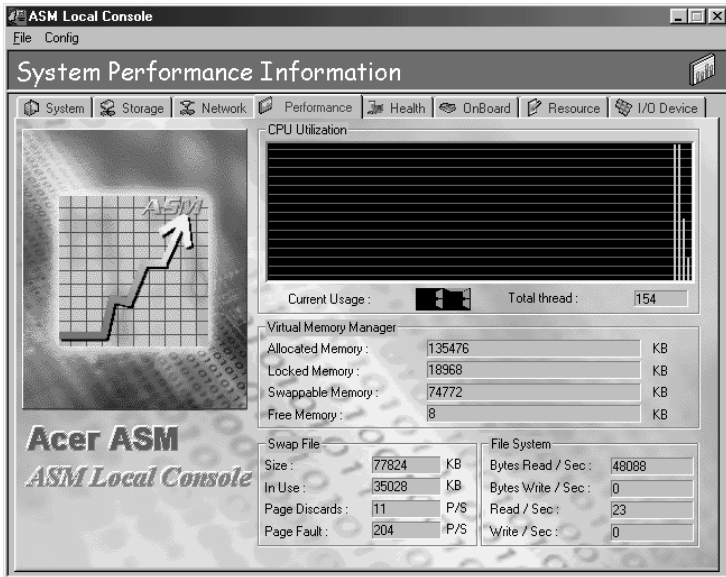 ASM Local Console
File Config
System Performance Information
System Storage Network Performance Health OnBoard Resource I/O Device
CPU Utilization
ASM
Current Usage : Total thread : 154
Virtual Memory Manager
Allocated Memory : 135476 KB
Locked Memory : 18968 KB
Swappable Memory : 74772 KB
Free Memory : 8 KB
Acer ASM
ASM Local Console
Swap File
Size : 77824 KB
In Use : 35028 KB
Page Discards : 11 P/S
Page Fault : 204 P/S
File System
Bytes Read / Sec : 48088
Bytes Write / Sec : 0
Read / Sec : 23
Write / Sec : 0